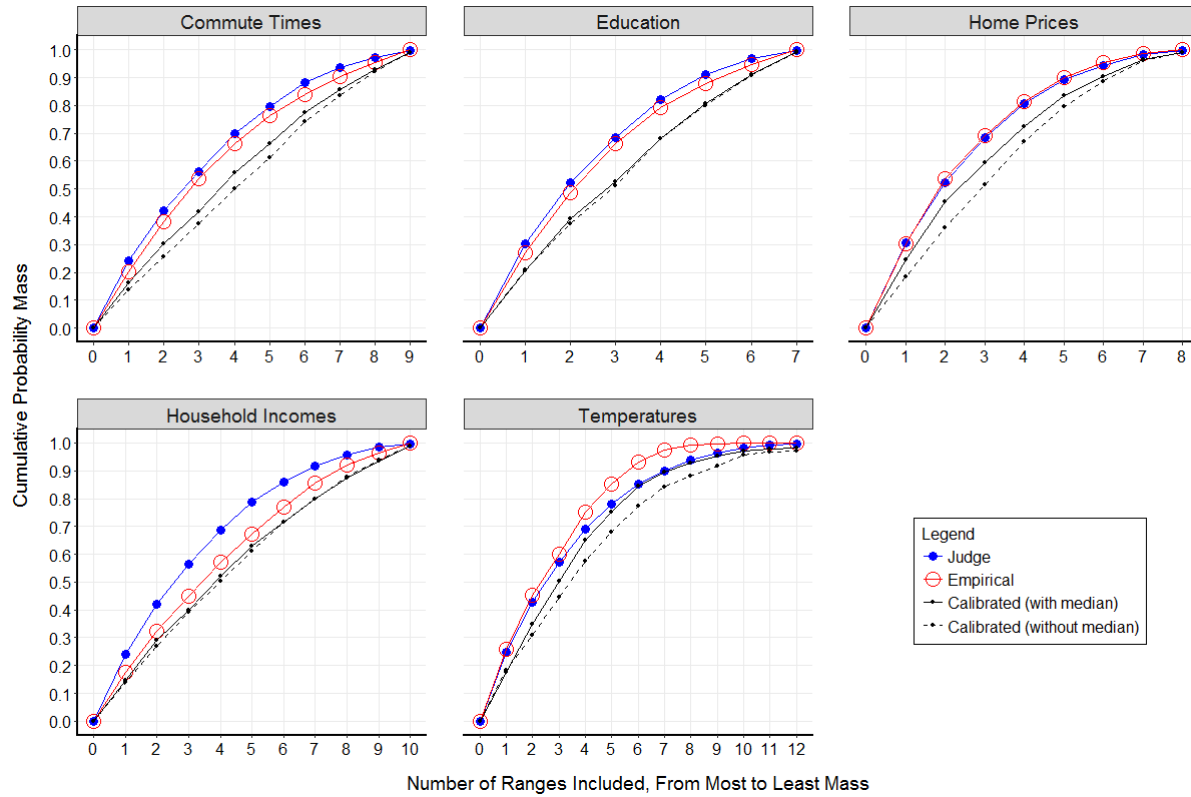 Commute Times
Education
Home Prices
1.0
0.9
0.8
0.7
0.6
0.5
0.4
0.3
0.2
0.1
0.0
0 1 2 3 4 5 6 7 8 9
0 1 2 3 4 5 6 7
0 1 2 3 4 5 6 7 8
Cumulative Probability Mass
Household Incomes
Temperatures
1.0
0.9
0.8
0.7
0.6
0.5
0.4
0.3
0.2
0.1
0.0
0 1 2 3 4 5 6 7 8 9 10
0 1 2 3 4 5 6 7 8 9 10 11 12
Legend
Judge
Empirical
Calibrated (with median)
Calibrated (without median)
Number of Ranges Included, From Most to Least Mass